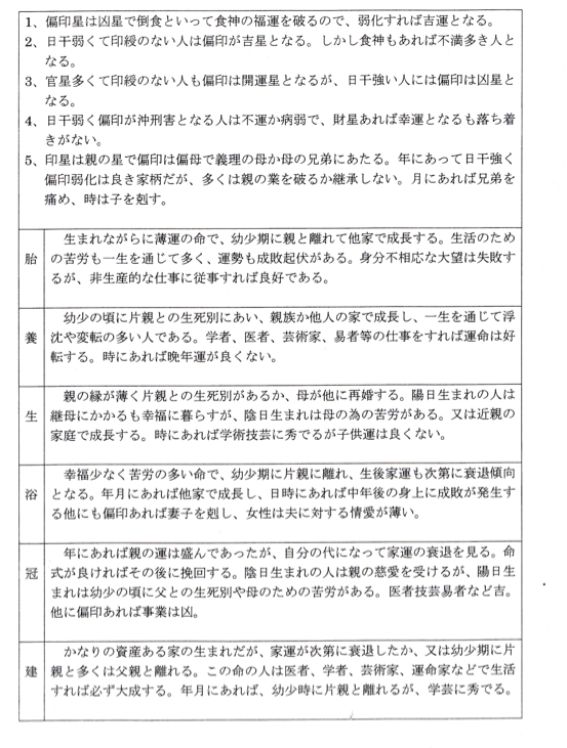 1、偏印星は凶星で倒食といって食神の福運を破るので、弱化すれば吉運となる。
2、日干弱くて印綬のない人は偏印が吉星となる。しかし食神もあれば不満多き人と
なる。
3、官星多くて印綬のない人も偏印は開運星となるが、日干強い人には偏印は凶星と
なる。
4、日干弱く偏印が沖刑害となる人は不運か病弱で、財星あれば幸運となるも落ち着
きがない。
5、印星は親の星で偏印は偏母で義理の母か母の兄弟にあたる。年にあって日干強く
偏印弱化は良き家柄だが、多くは親の業を破るか継承しない。月にあれば兄弟を
痛め、時は子を剋す。
生まれながらに薄運の命で、幼少期に親と離れて他家で成長する。生活のため
胎 の苦労も一生を通じて多く、運勢も成敗起伏がある。身分不相応な大望は失敗す
るが、非生産的な仕事に従事すれば良好である。
幼少の頃に片親との生死別にあい、親族か他人の家で成長し、一生を通じて浮
養 沈や変転の多い人である。学者、医者、芸術家、易者等の仕事をすれば運命は好
転する。時にあれば晩年運が良くない。
親の縁が薄く片親との生死別があるか、母が他に再婚する。陽日生まれの人は
生 継母にかかるも幸福に暮らすが、陰日生まれは母の為の苦労がある。又は近親の
家庭で成長する。時にあれば学術技芸に秀でるが子供運は良くない。
幸福少なく苦労の多い命で、幼少期に片親に離れ、生後家運も次第に衰退傾向
浴 となる。年月にあれば他家で成長し、日時にあれば中年後の身上に成敗が発生す
る他にも偏印あれば妻子を剋し、女性は夫に対する情愛が薄い。
年にあれば親の運は盛んであったが、自分の代になって家運の衰退を見る。命
冠 式が良ければその後に挽回する。陰日生まれの人は親の慈愛を受けるが、陽日生
まれは幼少の頃に父との生死別や母のための苦労がある。医者技芸易者など吉。
他に偏印あれば事業は凶。
かなりの資産ある家の生まれだが、家運が次第に衰退したか、又は幼少期に片
建 親と多くは父親と離れる。この命の人は医者、学者、芸術家、運命家などで生活
すれば必ず大成する。年月にあれば、幼少時に片親と離れるが、学芸に秀でる。